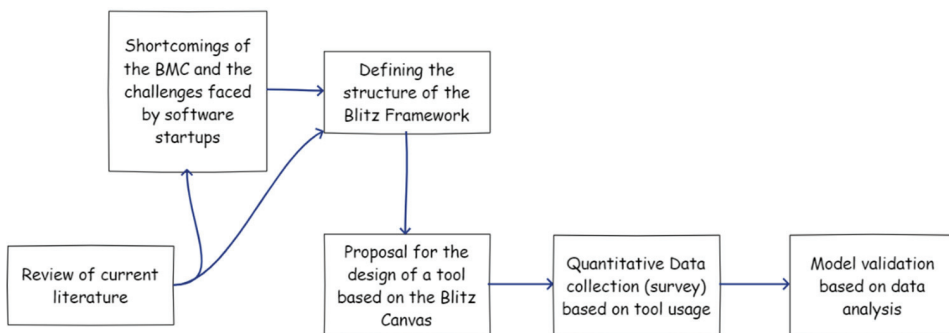 Shortcomings of
the BMC and the
challenges faced
by software
startups
Defining the
structure of the
Blitz Framework
Review of current
literature
Proposal for the
design of a tool
based on the Blitz
Canvas
Quantitative Data
collection (survey)
based on tool usage
Model validation
based on data
analysis